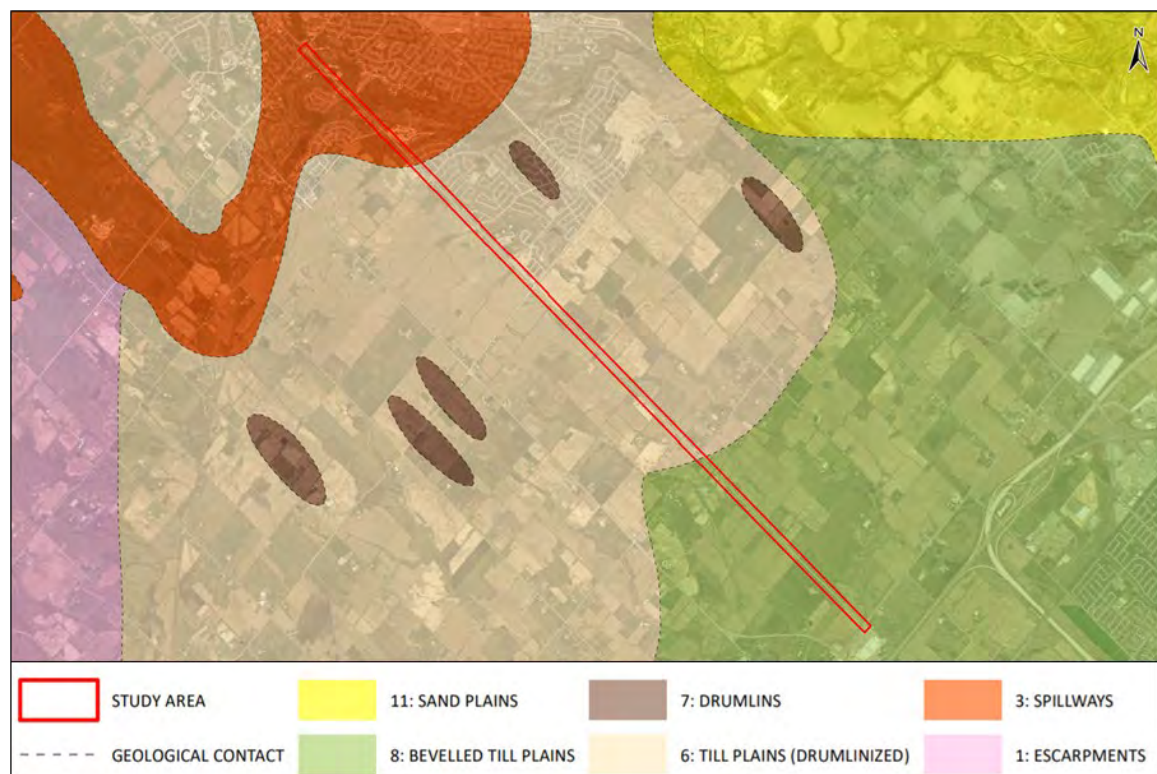 N
STUDY AREA
11: SAND PLAINS
7: DRUMLINS
3: SPILLWAYS
GEOLOGICAL CONTACT
8: BEVELLED TILL PLAINS
6: TILL PLAINS (DRUMLINIZED)
1: ESCARPMENTS